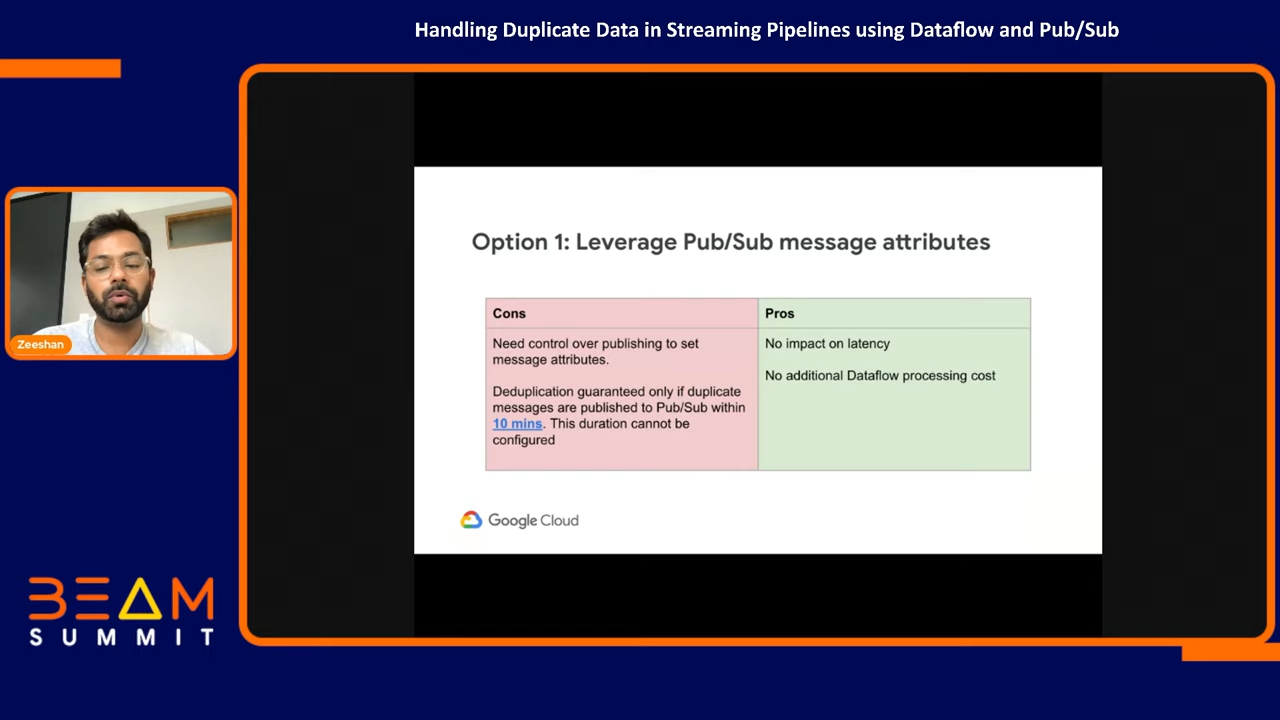 Handling Duplicate Data in Streaming Pipelines using Dataflow and Pub/Sub
Zeeshan
BEAM
SUMMIT
Option 1: Leverage Pub/Sub message attributes
Cons
Need control over publishing to set
message attributes.
Deduplication guaranteed only if duplicate
messages are published to Pub/Sub within
10 mins. This duration cannot be
configured
Pros
No impact on latency
No additional Dataflow processing cost
Google Cloud